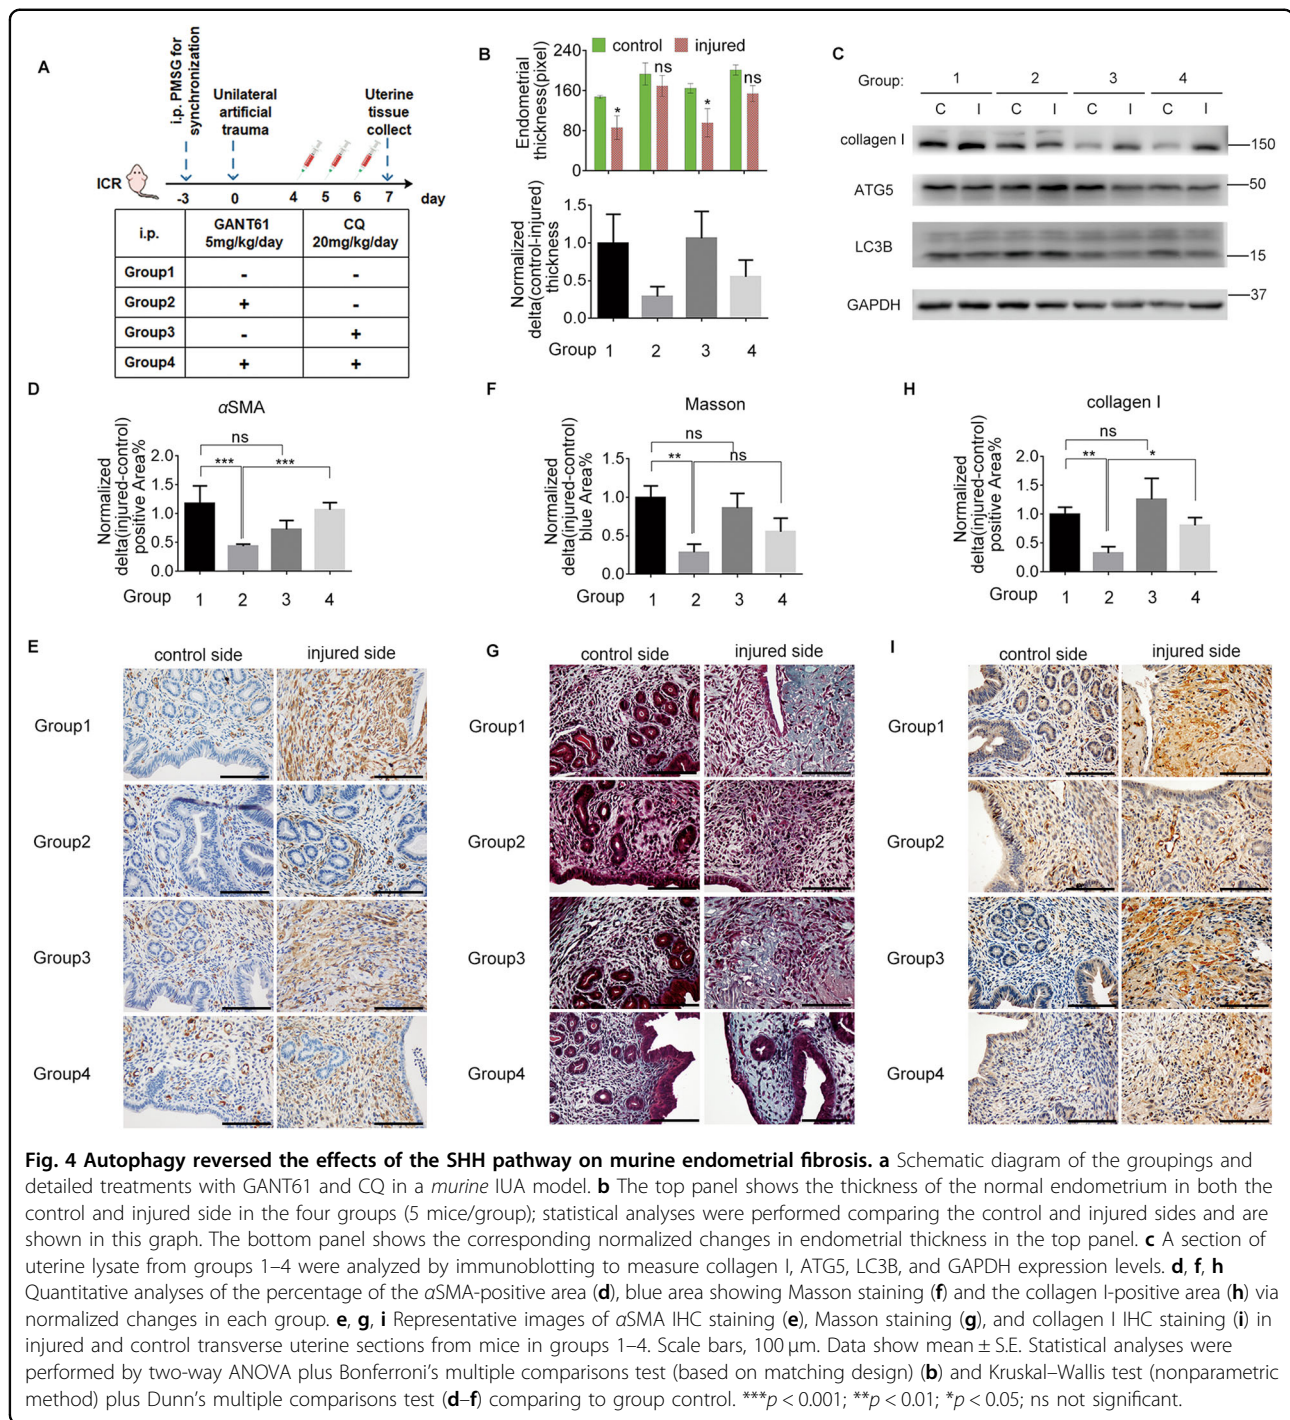 A
i.p. PMSG for
synchronization
Unilateral
artificial
trauma
Uterine
tissue
collect
ICR
-3 0 4 5 6 7 day
i.p. GANT61 5mg/kg/day CQ 20mg/kg/day
Group1 - -
Group2 + -
Group3 - +
Group4 + +
B
control injured
Endometrial
thickness(pixel)
240
160
80
0
* ns * ns
Normalized
delta(control-injured)
thickness
1.5
1.0
0.5
0.0
Group 1 2 3 4
C
Group: 1 2 3 4
C I C I C I C I
collagen I 150
ATG5 50
LC3B 15
GAPDH 37
D
αSMA
Normalized
delta(injured-control)
positive Area%
2.0
1.5
1.0
0.5
0.0
ns
*** ***
Group 1 2 3 4
F
Masson
Normalized
delta(injured-control)
blue Area%
1.5
1.0
0.5
0.0
ns
** ns
Group 1 2 3 4
H
collagen I
Normalized
delta(injured-control)
positive Area%
2.0
1.5
1.0
0.5
0.0
ns
** *
Group 1 2 3 4
E
control side injured side
Group1
Group2
Group3
Group4
G
control side injured side
Group1
Group2
Group3
Group4
I
control side injured side
Group1
Group2
Group3
Group4
Fig. 4 Autophagy reversed the effects of the SHH pathway on murine endometrial fibrosis. a Schematic diagram of the groupings and
detailed treatments with GANT61 and CQ in a murine IUA model. b The top panel shows the thickness of the normal endometrium in both the
control and injured side in the four groups (5 mice/group); statistical analyses were performed comparing the control and injured sides and are
shown in this graph. The bottom panel shows the corresponding normalized changes in endometrial thickness in the top panel. c A section of
uterine lysate from groups 1–4 were analyzed by immunoblotting to measure collagen I, ATG5, LC3B, and GAPDH expression levels. d, f, h
Quantitative analyses of the percentage of the αSMA-positive area (d), blue area showing Masson staining (f) and the collagen I-positive area (h) via
normalized changes in each group. e, g, i Representative images of αSMA IHC staining (e), Masson staining (g), and collagen I IHC staining (i) in
injured and control transverse uterine sections from mice in groups 1–4. Scale bars, 100 μm. Data show mean ± S.E. Statistical analyses were
performed by two-way ANOVA plus Bonferroni's multiple comparisons test (based on matching design) (b) and Kruskal–Wallis test (nonparametric
method) plus Dunn's multiple comparisons test (d–f) comparing to group control. ***p < 0.001; **p < 0.01; *p < 0.05; ns not significant.